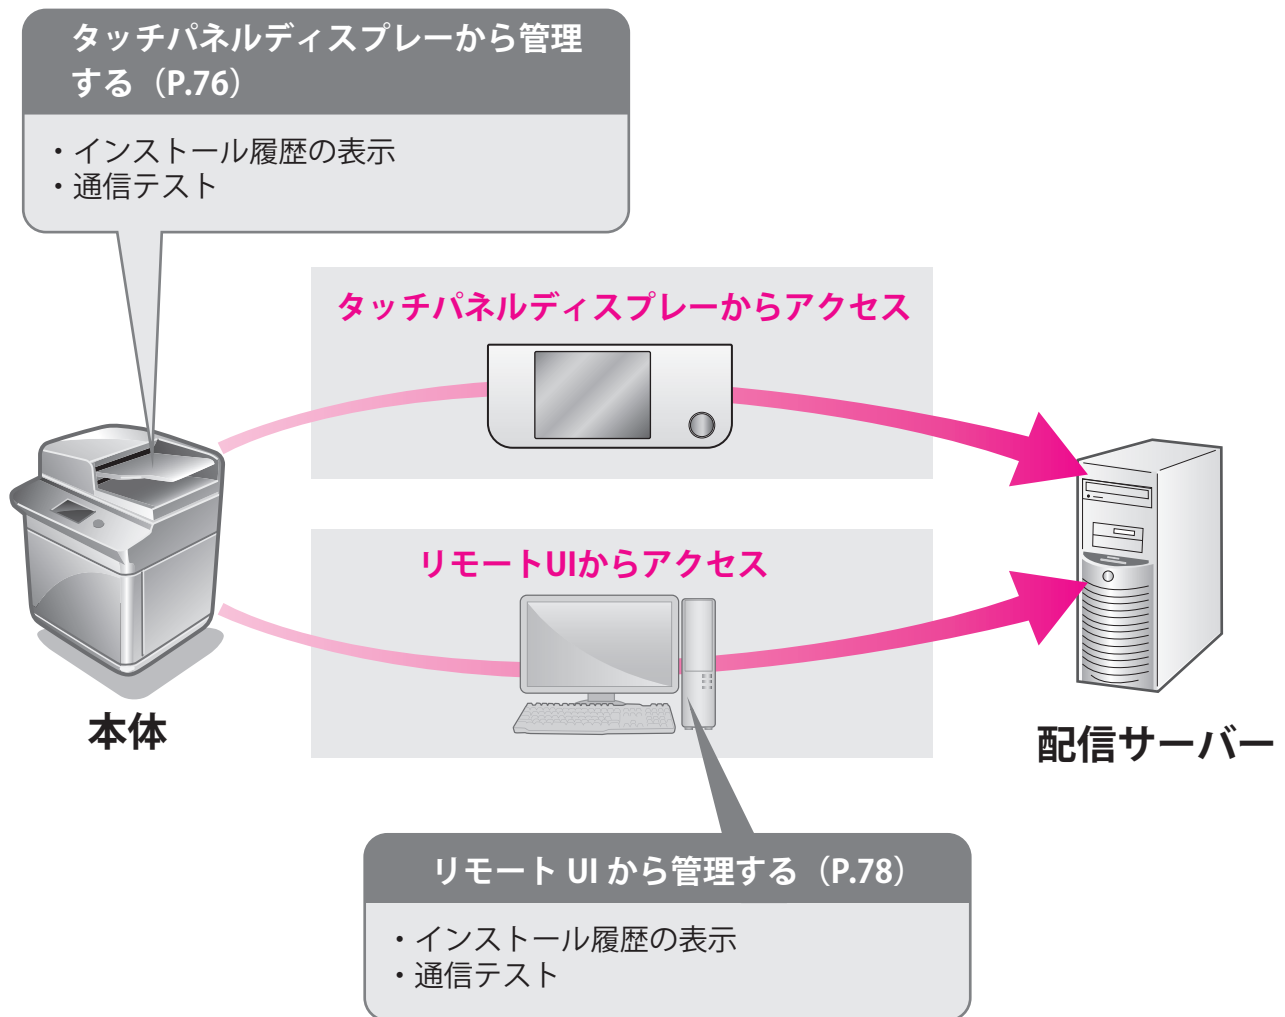 タッチパネルディスプレーから管理
する（P.76）
・インストール履歴の表示
・通信テスト
タッチパネルディスプレーからアクセス
リモートUIからアクセス
本体
配信サーバー
リモート UI から管理する（P.78）
・インストール履歴の表示
・通信テスト